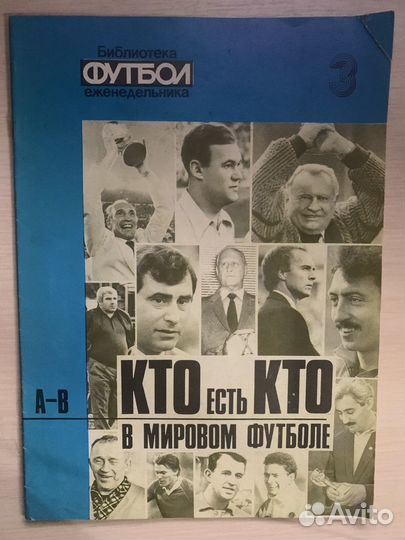 Библиотека
ФУТБОЛ
еженедельника
3
А-В
КТО есть КТО
в мировом футболе
Avito